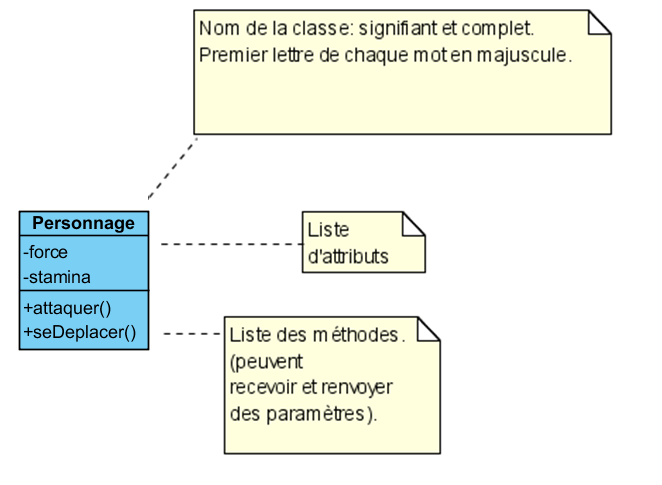 Nom de la classe: signifiant et complet.
Premier lettre de chaque mot en majuscule.
Personnage
-force
-stamina
+attaquer()
+seDeplacer()
Liste
d'attributs
Liste des méthodes.
(peuvent
recevoir et renvoyer
des paramètres).